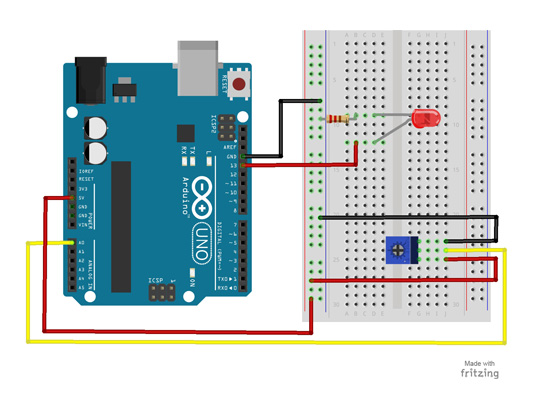 RESET
ICSP2
AREF
GND
13
12
11
10
9
8
7
6
5
4
3
2
TX 1
RX0 0
L
TX
RX
Arduino
UNO
ON
DIGITAL (PWM~)
IOREF
RESET
3V3
5V
GND
GND
VIN
POWER
A0
A1
A2
A3
A4
A5
ANALOG IN
ICSP
1
Made with
fritzing